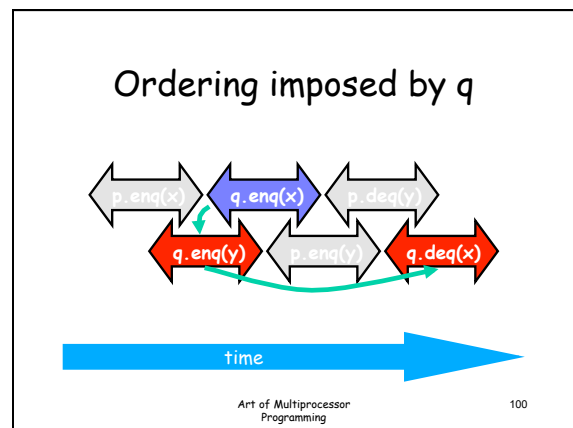 Ordering imposed by q
p.enq(x) q.enq(x) p.deq(y)
q.enq(y) p.enq(y) q.deq(x)
time
Art of Multiprocessor
Programming
100